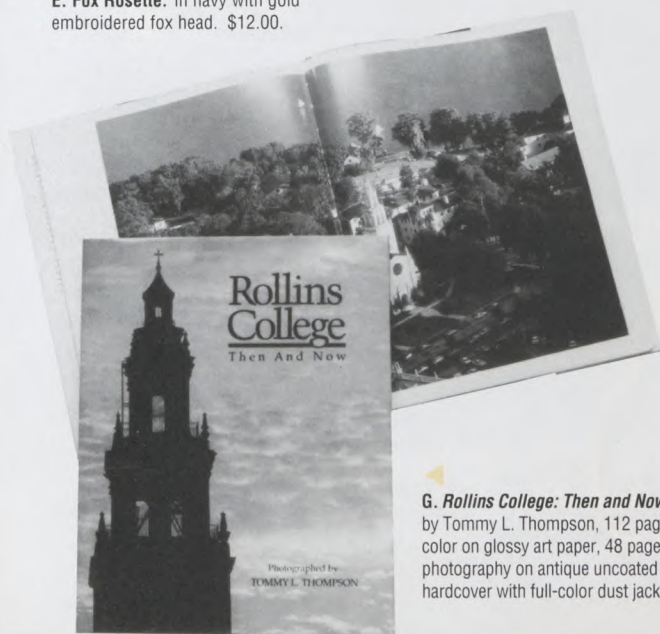 E. Fox Rosette. In navy with gold
embroidered fox head. $12.00.
Rollins
College
Then And Now
Photographed by
TOMMY L. THOMPSON
G. Rollins College: Then and Now
by Tommy L. Thompson, 112 pag
color on glossy art paper, 48 page
photography on antique uncoated
hardcover with full-color dust jack